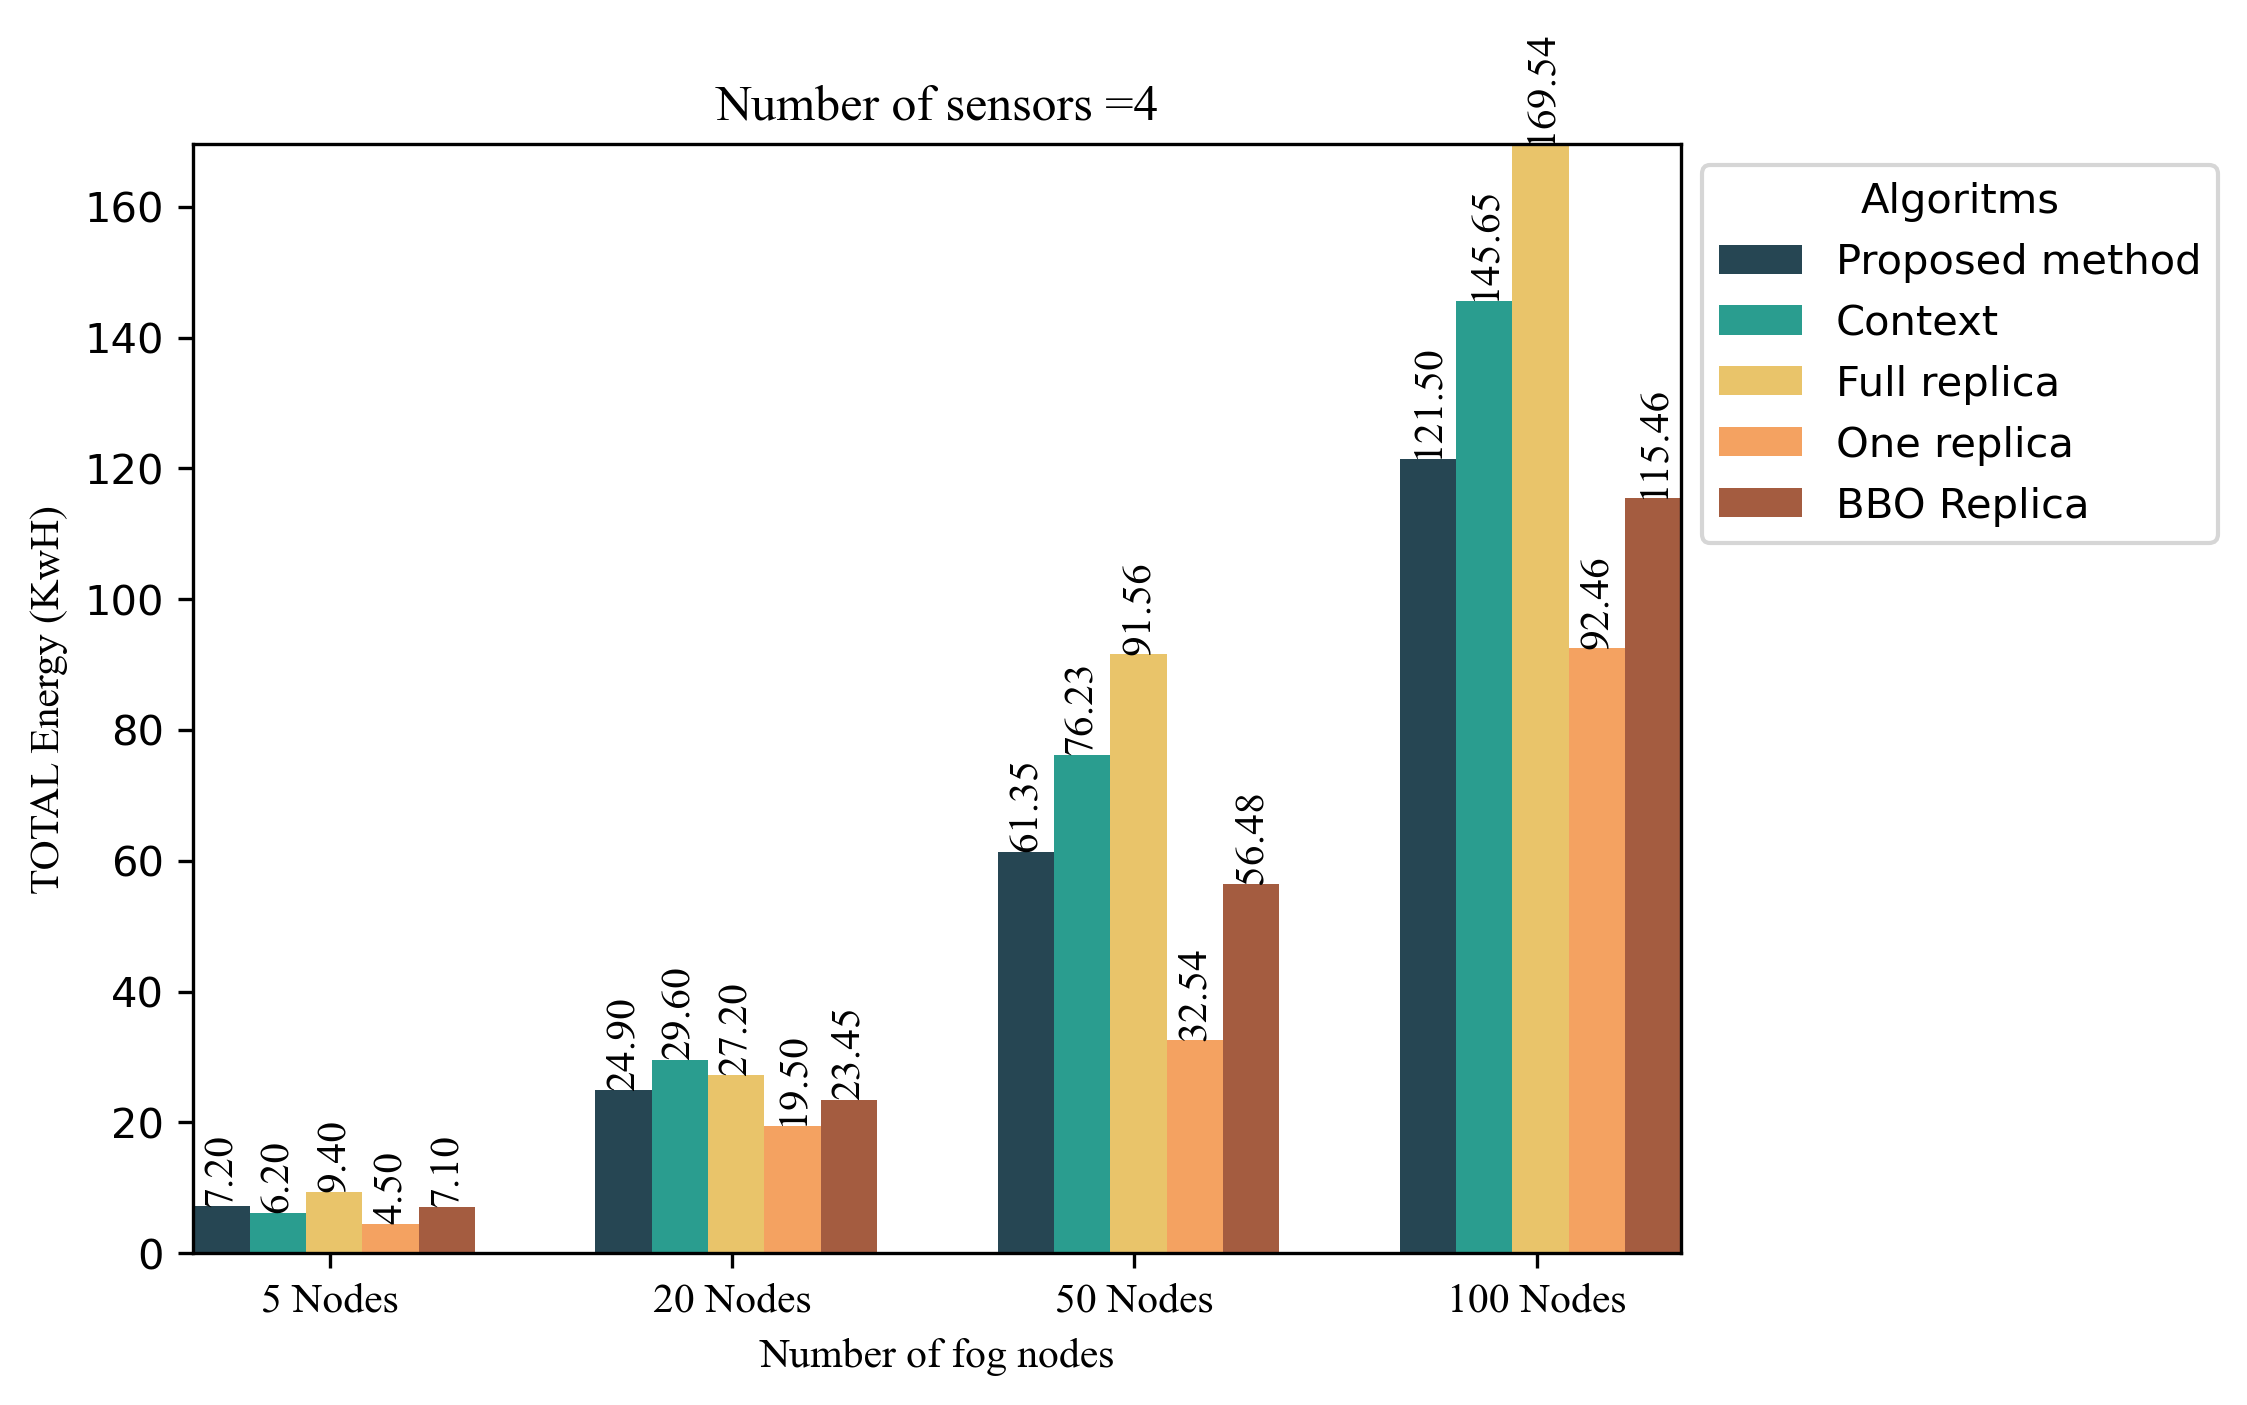 Number of sensors =4
TOTAL Energy (KwH)
160
140
120
100
80
60
40
20
0
7.20
6.20
9.40
4.50
7.10
24.90
29.60
27.20
19.50
23.45
61.35
76.23
91.56
32.54
56.48
121.50
145.65
169.54
92.46
115.46
5 Nodes
20 Nodes
50 Nodes
100 Nodes
Number of fog nodes
Algoritms
Proposed method
Context
Full replica
One replica
BBO Replica